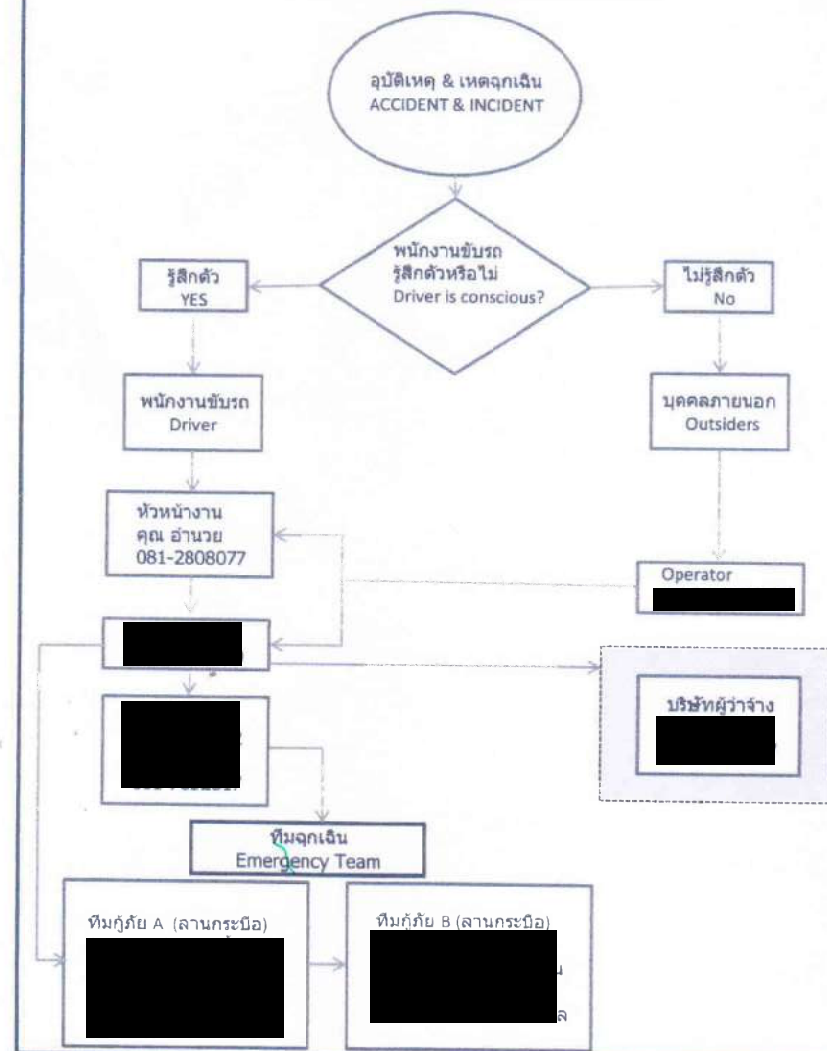 อุบัติเหตุ & เหตุฉุกเฉิน
ACCIDENT & INCIDENT
พนักงานขับรถ
รู้สึกตัวหรือไม่
Driver is conscious?
รู้สึกตัว
YES
ไม่รู้สึกตัว
No
พนักงานขับรถ
Driver
บุคคลภายนอก
Outsiders
หัวหน้างาน
คุณ อำนวย
081-2808077
Operator
บริษัทผู้ว่าจ้าง
ทีมฉุกเฉิน
Emergency Team
ทีมกู้ภัย A (ลานกระบือ)
ทีมกู้ภัย B (ลานกระบือ)